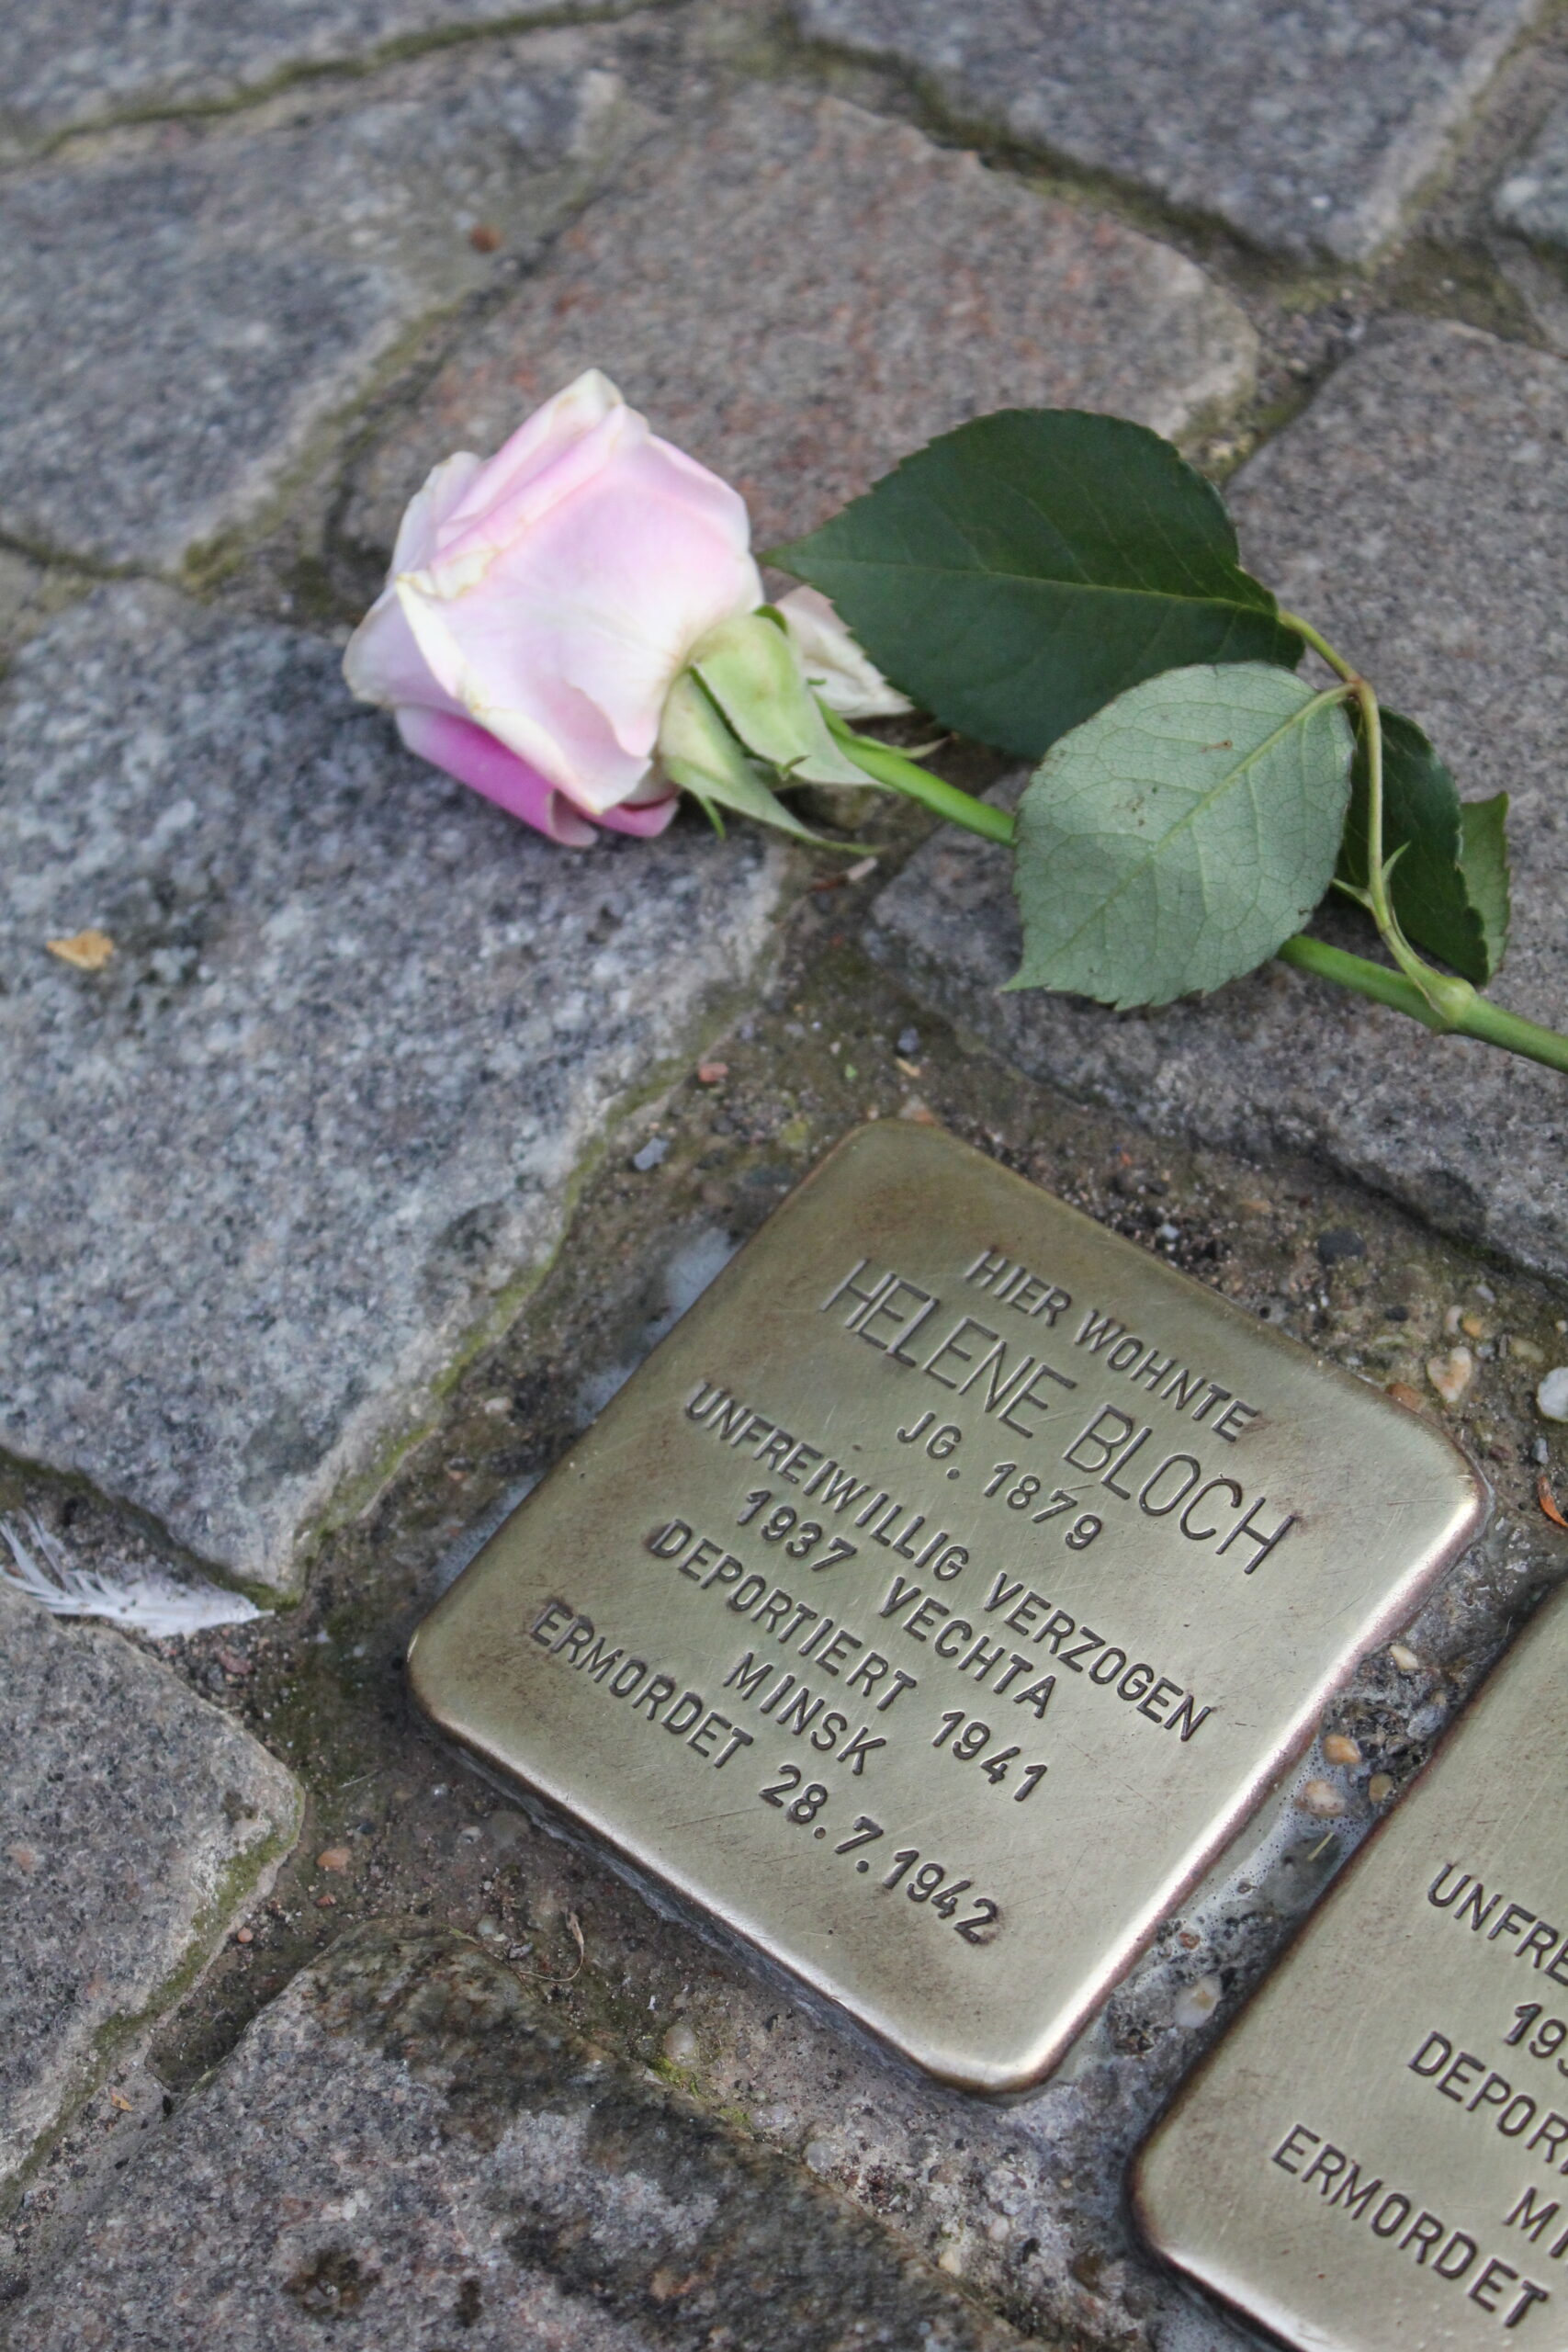 HIER WOHNTE
HELENE BLOCH
JG. 1879
UNFREIWILLIG VERZOGEN
1937 VECHTA
DEPORTIERT 1941
MINSK
ERMORDET 28.7.1942
ERMORDET